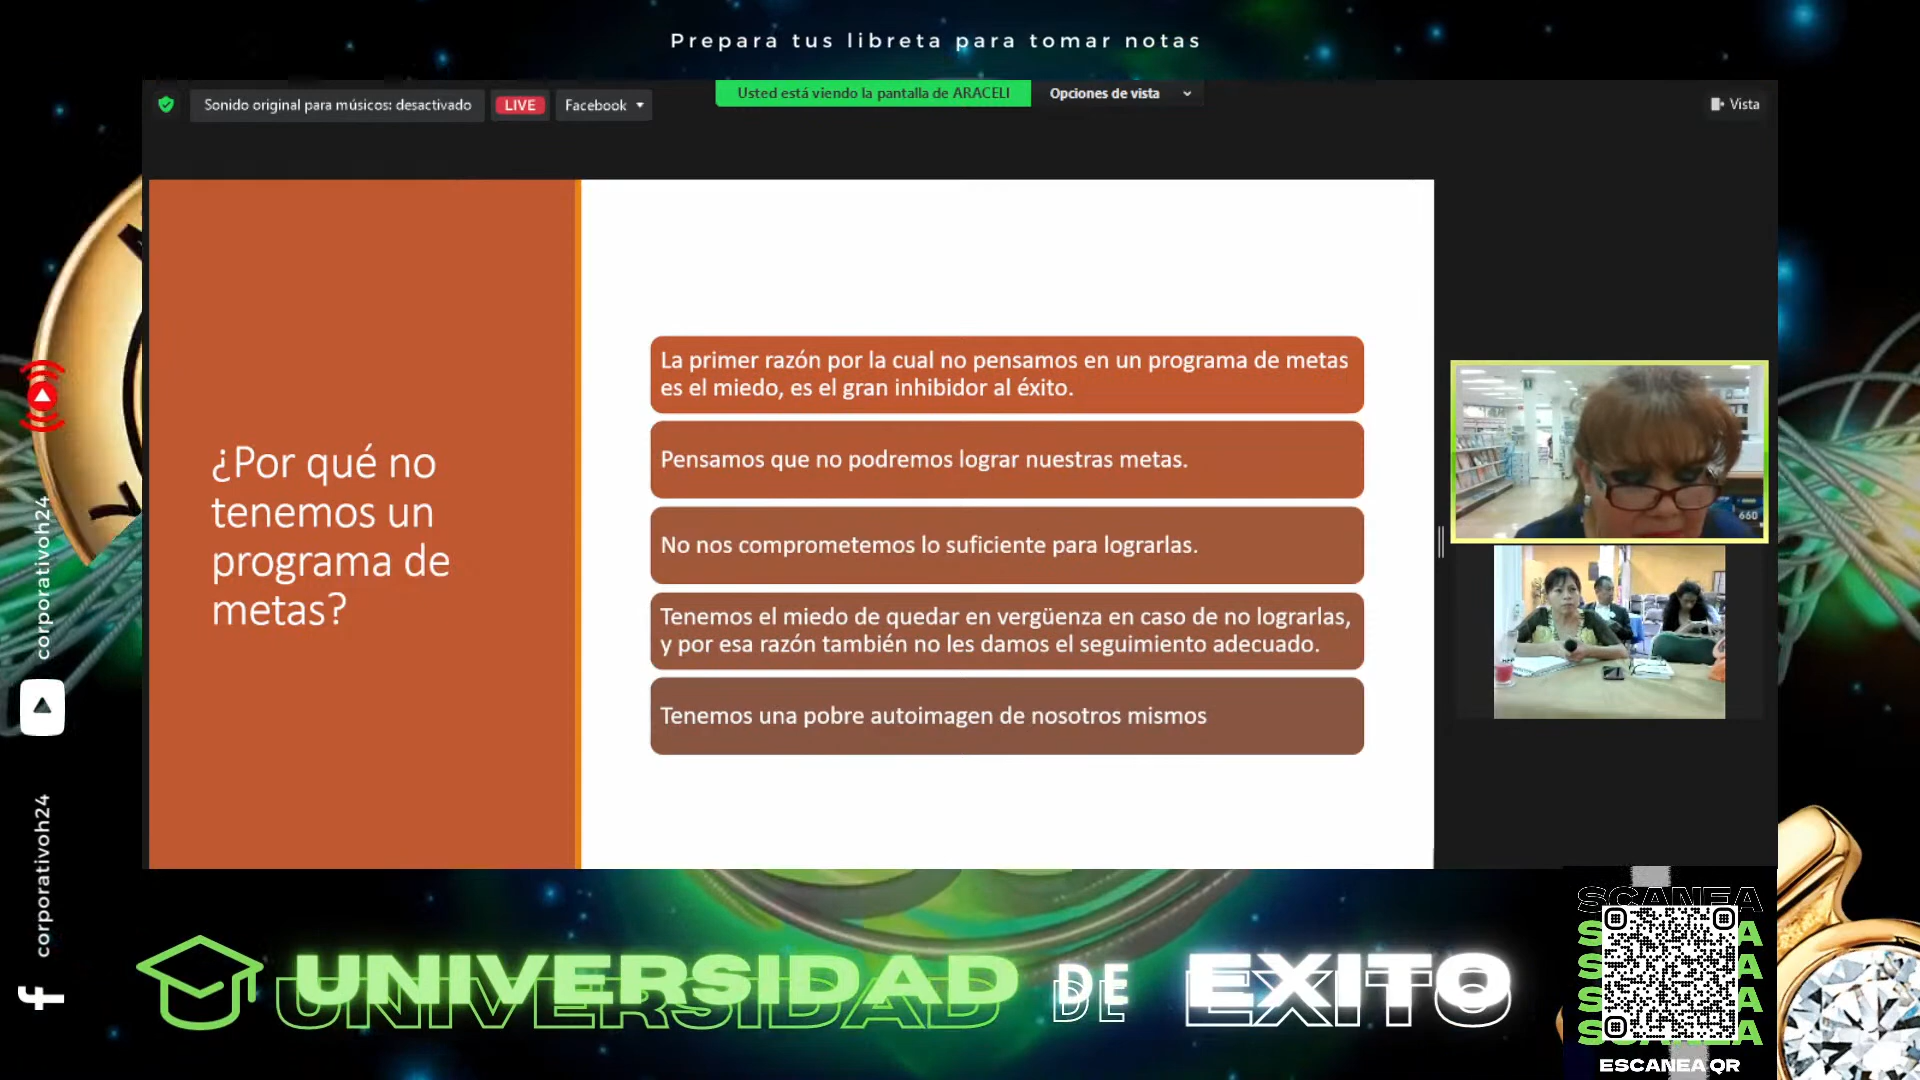 Prepara tus libreta para tomar notas
Sonido original para músicos: desactivado
LIVE
Facebook
Usted está viendo la pantalla de ARACELI
Opciones de vista
Vista
¿Por qué no
tenemos un
programa de
metas?
La primer razón por la cual no pensamos en un programa de metas
es el miedo, es el gran inhibidor al éxito.
Pensamos que no podremos lograr nuestras metas.
No nos comprometemos lo suficiente para lograrlas.
Tenemos el miedo de quedar en vergüenza en caso de no lograrlas,
y por esa razón también no les damos el seguimiento adecuado.
Tenemos una pobre autoimagen de nosotros mismos
660
corporativoh24
corporativoh24
UNIVERSIDAD DE EXITO
SCANEA
ESCANEA QR